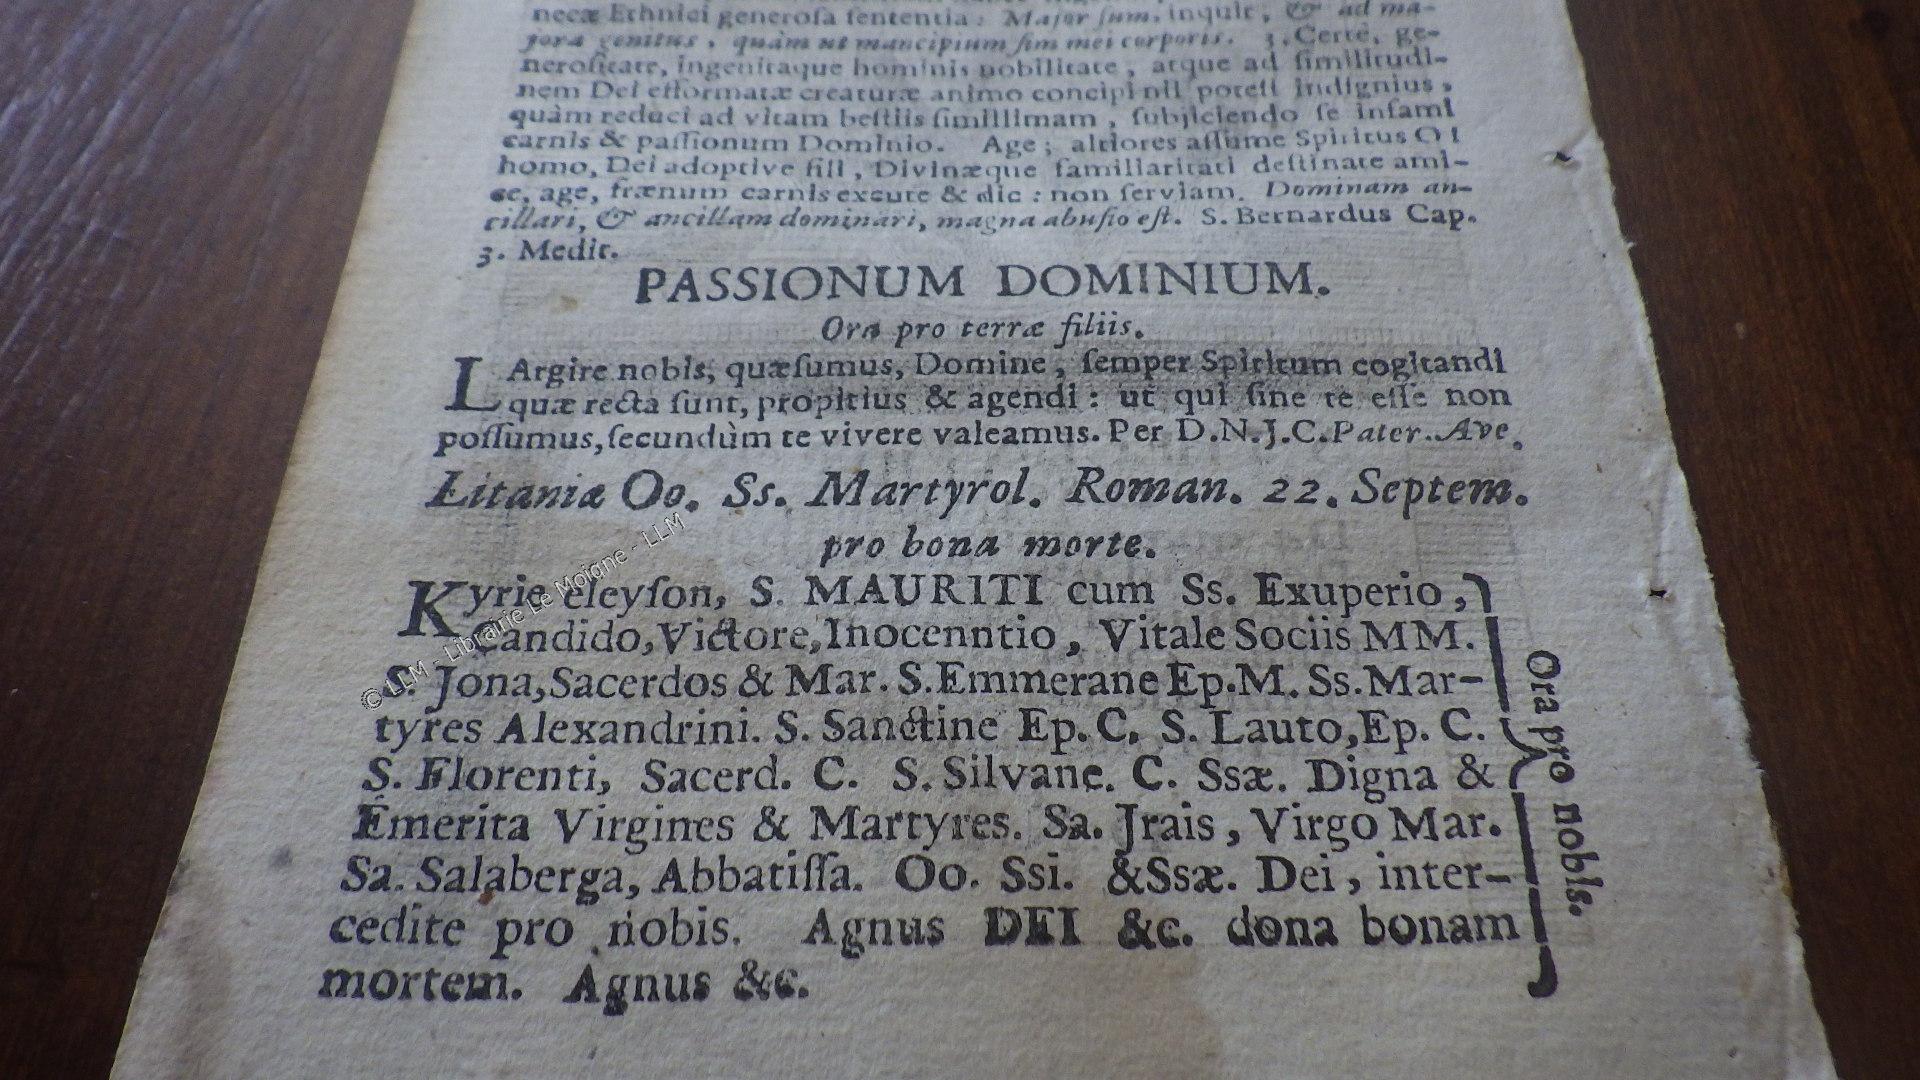 necæ Ethnici generoſa ſententia: Major ſum, inquit, & ad ma-
jora genitus, quàm ut mancipium ſim mei corporis. 3. Certè, ge-
neroſitate, ingenitaque hominis nobilitate, atque ad ſimilitudi-
nem Dei efformatæ creaturæ animo concipi nil poteſt indignius,
quàm reduci ad vitam beſtiis ſimillimam, ſubjiciendo ſe infami
carnis & paſſionum Dominio. Age; altiores aſſume Spiritus O!
homo, Dei adoptive fili, Divinæque familiaritati deſtinate ami-
ce, age, frænum carnis excute & dic: non ſerviam. Dominam an-
cillari, & ancillam dominari, magna abuſio eſt. S. Bernardus Cap.
3. Medit.
PASSIONUM DOMINIUM.
Ora pro terræ filiis.
LArgire nobis, quæſumus, Domine, ſemper Spiritum cogitandi
quæ recta ſunt, propitius & agendi: ut qui ſine te eſſe non
poſſumus, ſecundùm te vivere valeamus. Per D.N.J.C. Pater. Ave.
Litaniæ Oo. Ss. Martyrol. Roman. 22. Septem.
pro bona morte.
Kyrie eleyſon, S. MAURITI cum Ss. Exuperio,
Candido, Victore, Inocenntio, Vitale Sociis MM.
S. Jona, Sacerdos & Mar. S. Emmerane Ep. M. Ss. Mar-
tyres Alexandrini. S. Sanctine Ep. C. S. Lauto, Ep. C.
S. Florenti, Sacerd. C. S. Silvane. C. Ssæ. Digna &
Emerita Virgines & Martyres. Sa. Jrais, Virgo Mar.
Sa. Salaberga, Abbatiſſa. Oo. Ssi. & Ssæ. Dei, inter-
cedite pro nobis. Agnus DEI &c. dona bonam
mortem. Agnus &c.
Ora pro nobis.
© LLM - Librairie Le Moiane - LLM